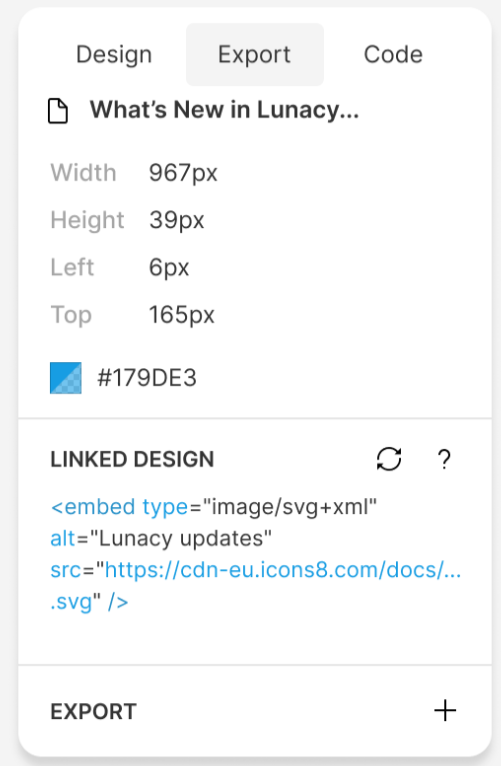 Design Export Code
What’s New in Lunacy...
Width 967px
Height 39px
Left 6px
Top 165px
#179DE3
LINKED DESIGN ?
<embed type="image/svg+xml"
alt="Lunacy updates"
src="https://cdn-eu.icons8.com/docs/...
.svg" />
EXPORT +